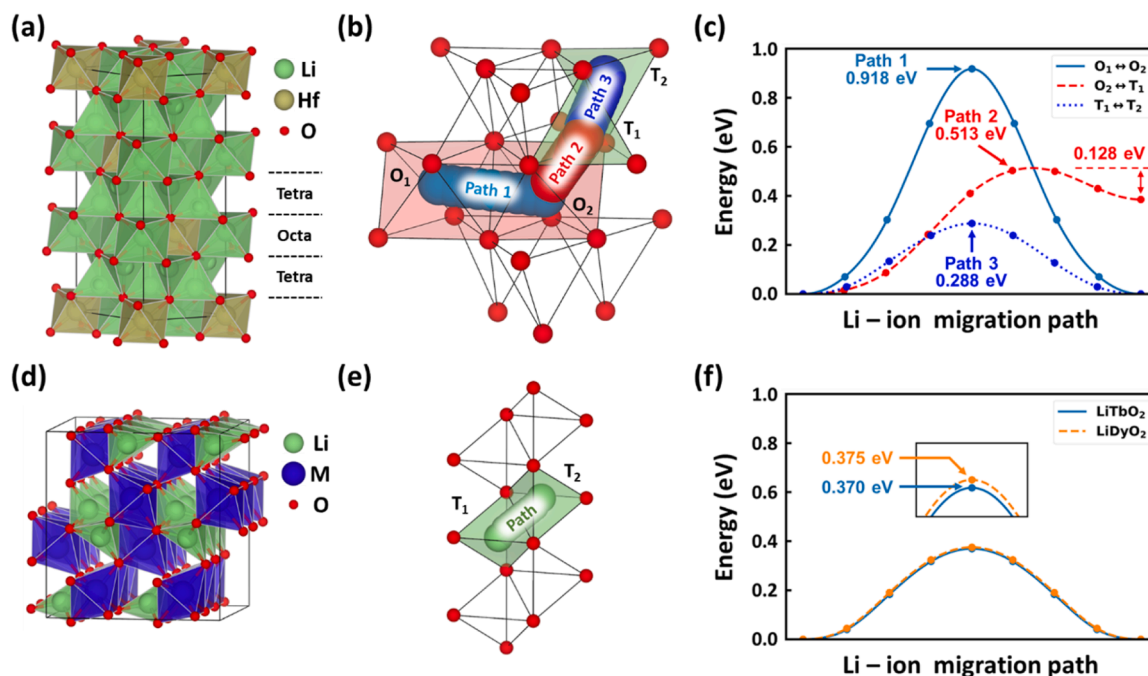 (a)
Li
Hf
O
Tetra
Octa
Tetra
(b)
O₁
Path 1
O₂
Path 2
Path 3
T₁
T₂
(c)
Energy (eV)
1.0
0.8
0.6
0.4
0.2
0.0
Path 1
0.918 eV
Path 2
0.513 eV
0.128 eV
Path 3
0.288 eV
O₁↔O₂
O₂↔T₁
T₁↔T₂
Li – ion migration path
(d)
Li
M
O
(e)
T₁
Path
T₂
(f)
Energy (eV)
1.0
0.8
0.6
0.4
0.2
0.0
LiTbO₂
LiDyO₂
0.375 eV
0.370 eV
Li – ion migration path